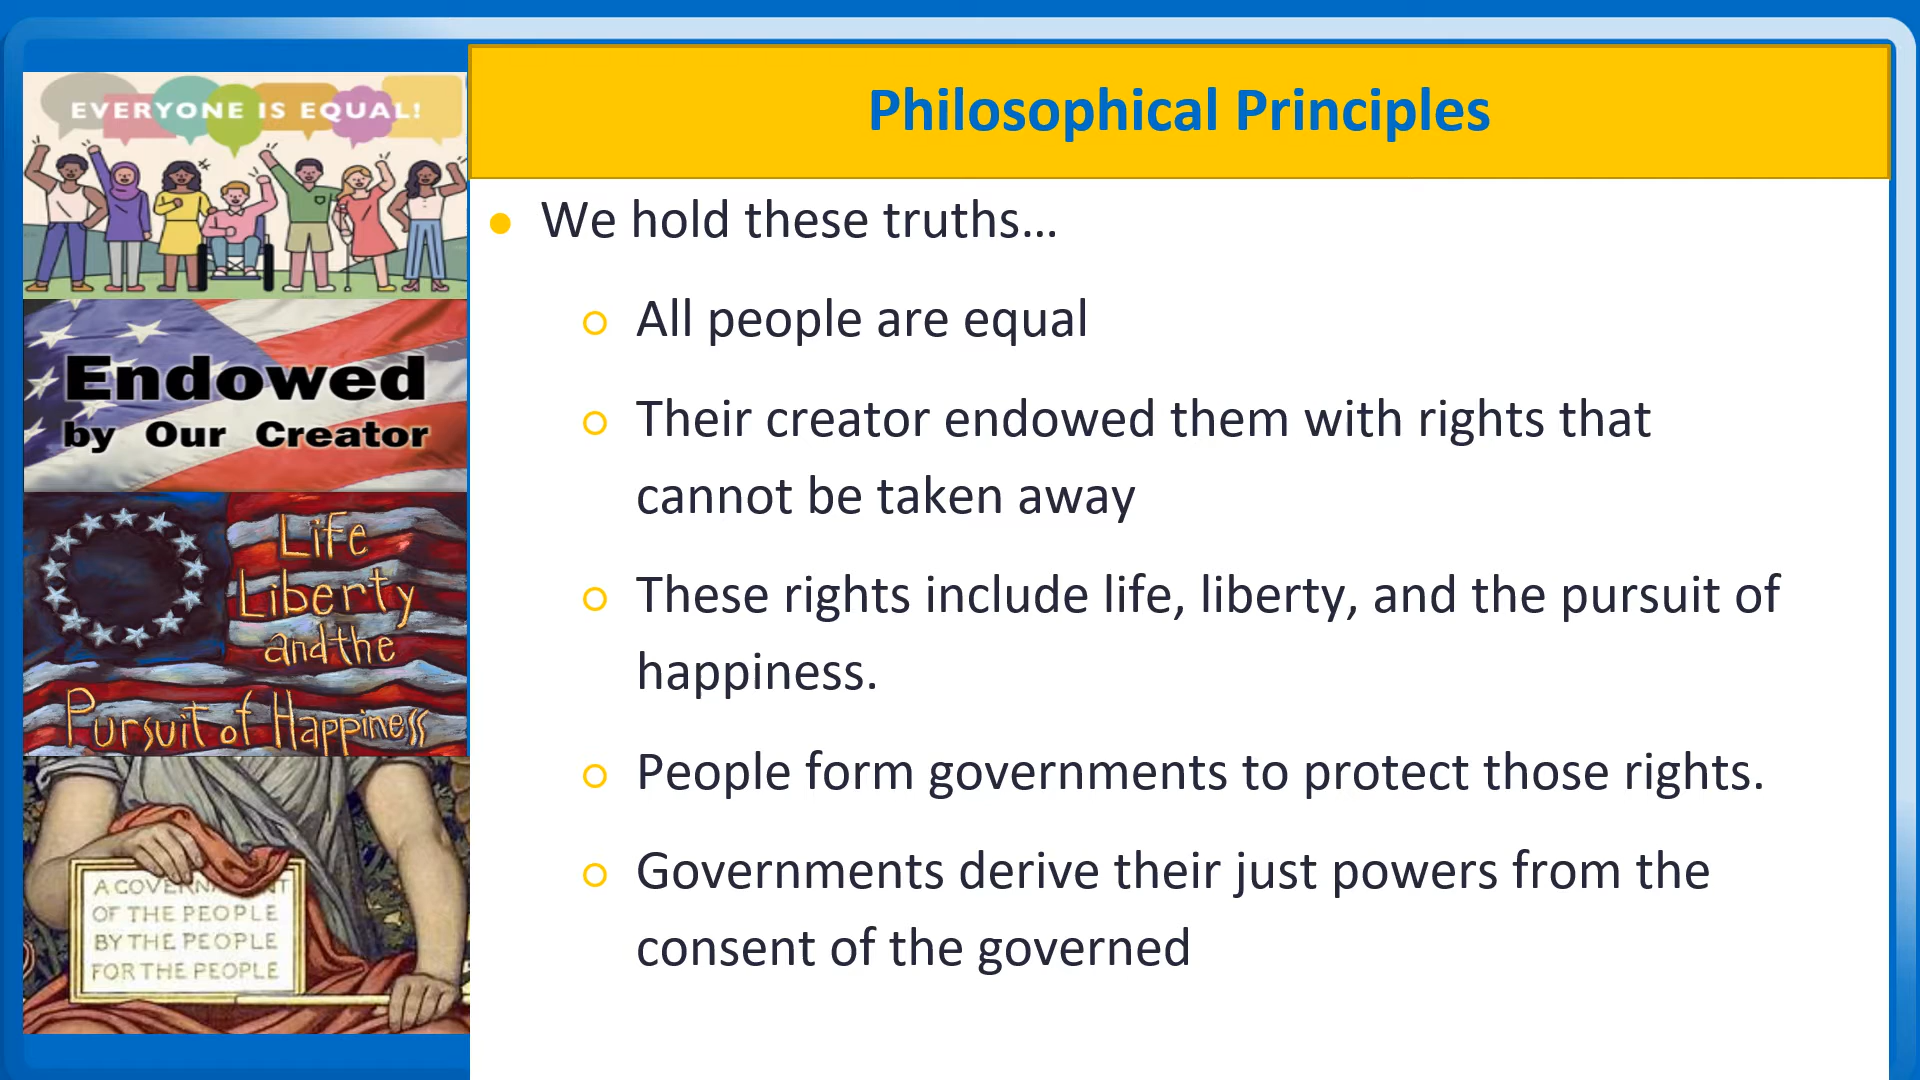 EVERYONE IS EQUAL!
Endowed
by Our Creator
Life
Liberty
and the
Pursuit of Happiness
A GOVERNMENT
OF THE PEOPLE
BY THE PEOPLE
FOR THE PEOPLE
Philosophical Principles
We hold these truths...
All people are equal
Their creator endowed them with rights that
cannot be taken away
These rights include life, liberty, and the pursuit of
happiness.
People form governments to protect those rights.
Governments derive their just powers from the
consent of the governed